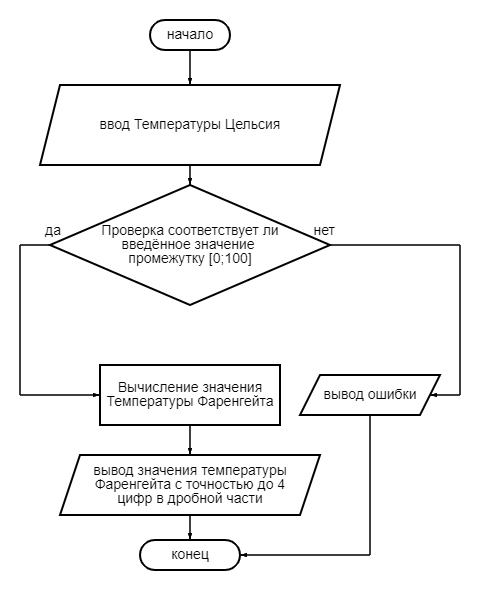 начало
ввод Температуры Цельсия
да
Проверка соответствует ли
введённое значение
промежутку [0;100]
нет
Вычисление значения
Температуры Фаренгейта
вывод ошибки
вывод значения температуры
Фаренгейта с точностью до 4
цифр в дробной части
конец